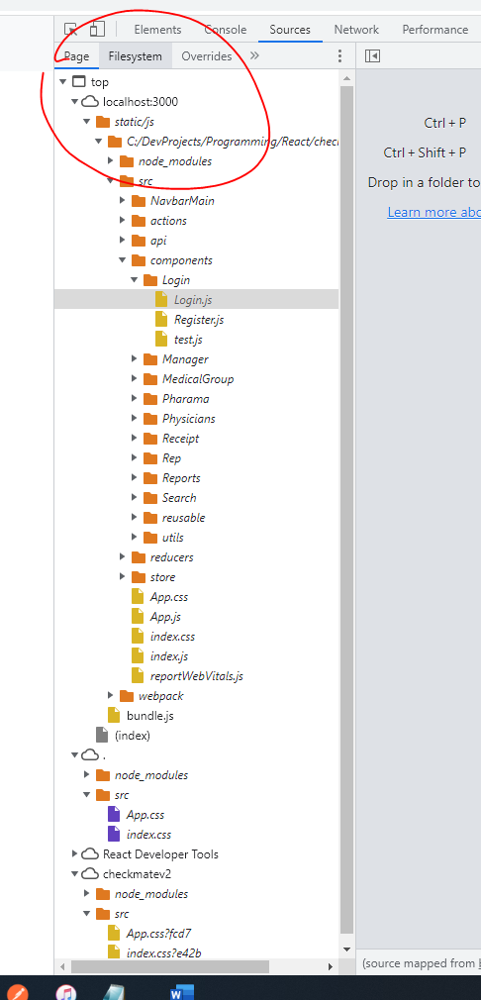 Elements Console Sources Network Performance
Page Filesystem Overrides »
top
localhost:3000
static/js
C:/DevProjects/Programming/React/chec
node_modules
src
NavbarMain
actions
api
components
Login
Login.js
Register.js
test.js
Manager
MedicalGroup
Pharama
Physicians
Receipt
Rep
Reports
Search
reusable
utils
reducers
store
App.css
App.js
index.css
index.js
reportWebVitals.js
webpack
bundle.js
(index)
.
node_modules
src
App.css
index.css
React Developer Tools
checkmatev2
node_modules
src
App.css?fcd7
index.css?e42b
Ctrl + P
Ctrl + Shift + P
Drop in a folder to
Learn more abo
(source mapped from